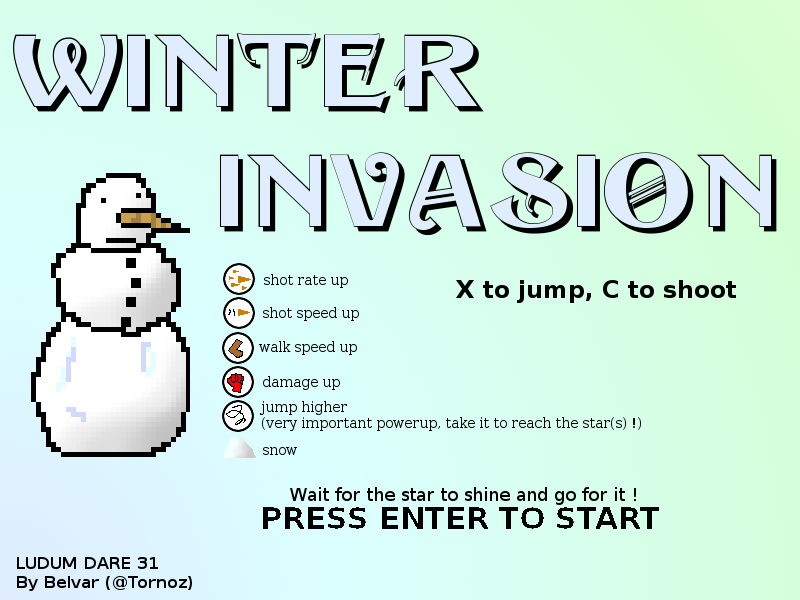 WINTER
INVASION
shot rate up
X to jump, C to shoot
shot speed up
walk speed up
damage up
jump higher
(very important powerup, take it to reach the star(s) !)
snow
Wait for the star to shine and go for it !
PRESS ENTER TO START
LUDUM DARE 31
By Belvar (@Tornoz)